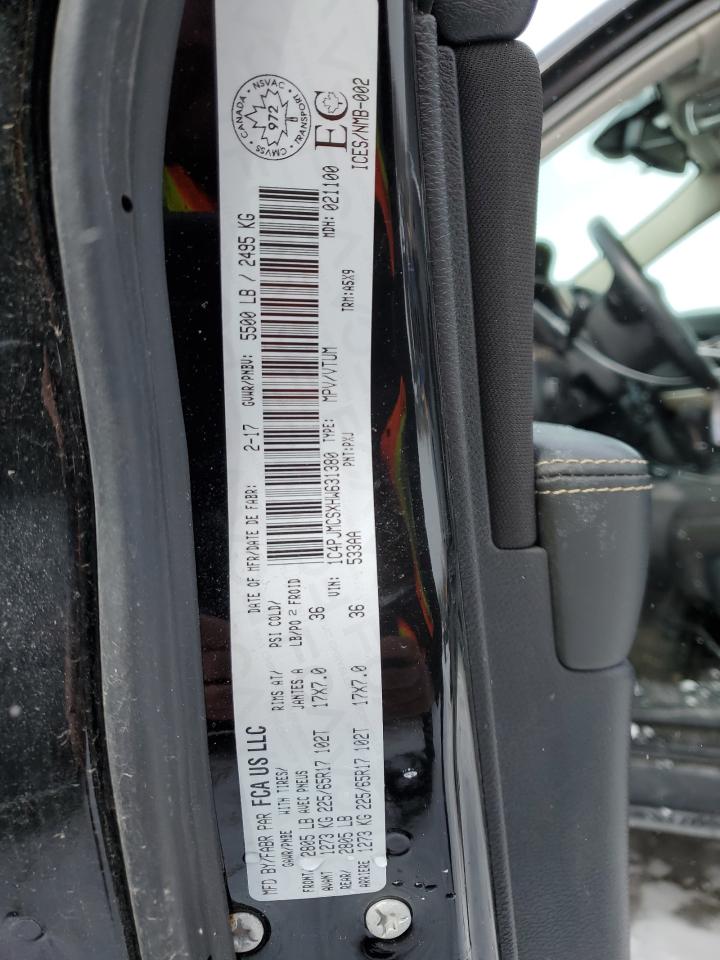 MFD BY/FABR PAR FCA US LLC
DATE OF MFR/DATE DE FABR: 2-17
GVWR/PNBV: 5500 LB / 2495 KG
GWAR/PNBE WITH TIRES/ RIMS AT/ PSI COLD/
AVEC PNEUS JANTES A LB/PO 2 FROID
FRONT/ 2805 LB
AVANT 1273 KG 225/65R17 102T 17X7.0 36
REAR/ 2805 LB
ARRIERE 1273 KG 225/65R17 102T 17X7.0 36
VIN: 1C4PJMCSXHW631380 TYPE: MPV/VTUM MDH: 021100
533AA PNT:PXJ TRM:A5X9
CANADA · NSVAC · TRANSPORT · CMVSS
972
EC
ICES/NMB-002